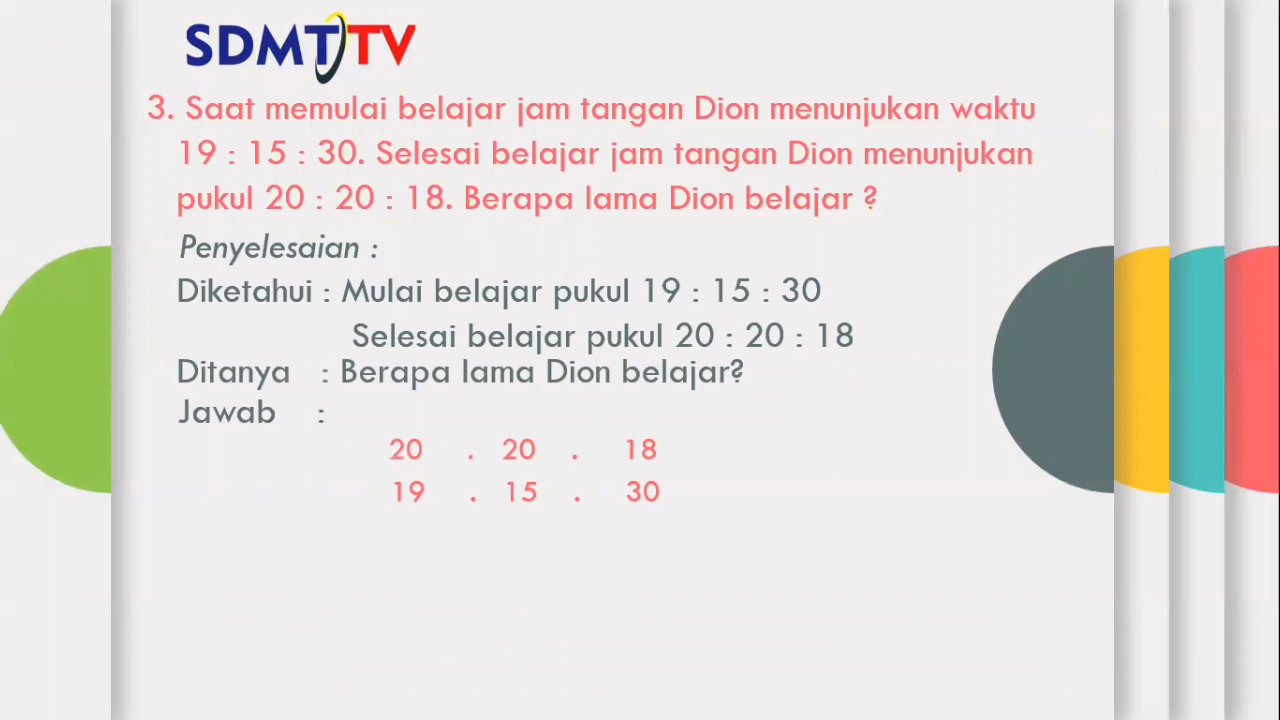 SDMT TV
3. Saat memulai belajar jam tangan Dion menunjukan waktu
19 : 15 : 30. Selesai belajar jam tangan Dion menunjukan
pukul 20 : 20 : 18. Berapa lama Dion belajar ?
Penyelesaian :
Diketahui : Mulai belajar pukul 19 : 15 : 30
Selesai belajar pukul 20 : 20 : 18
Ditanya : Berapa lama Dion belajar?
Jawab :
20 . 20 . 18
19 . 15 . 30